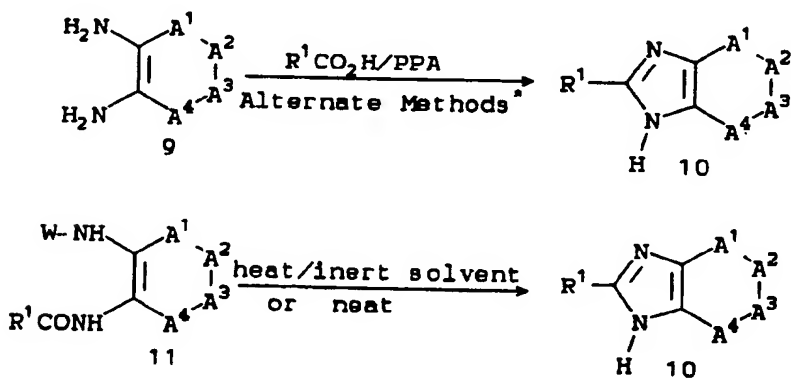 H₂N A¹ A²
R¹CO₂H/PPA
Alternate Methods*
H₂N A⁴ A³
9
N A¹ A²
R¹
N A⁴ A³
H
10
W-NH A¹ A²
heat/inert solvent
or neat
R¹CONH A⁴ A³
11
N A¹ A²
R¹
N A⁴ A³
H
10